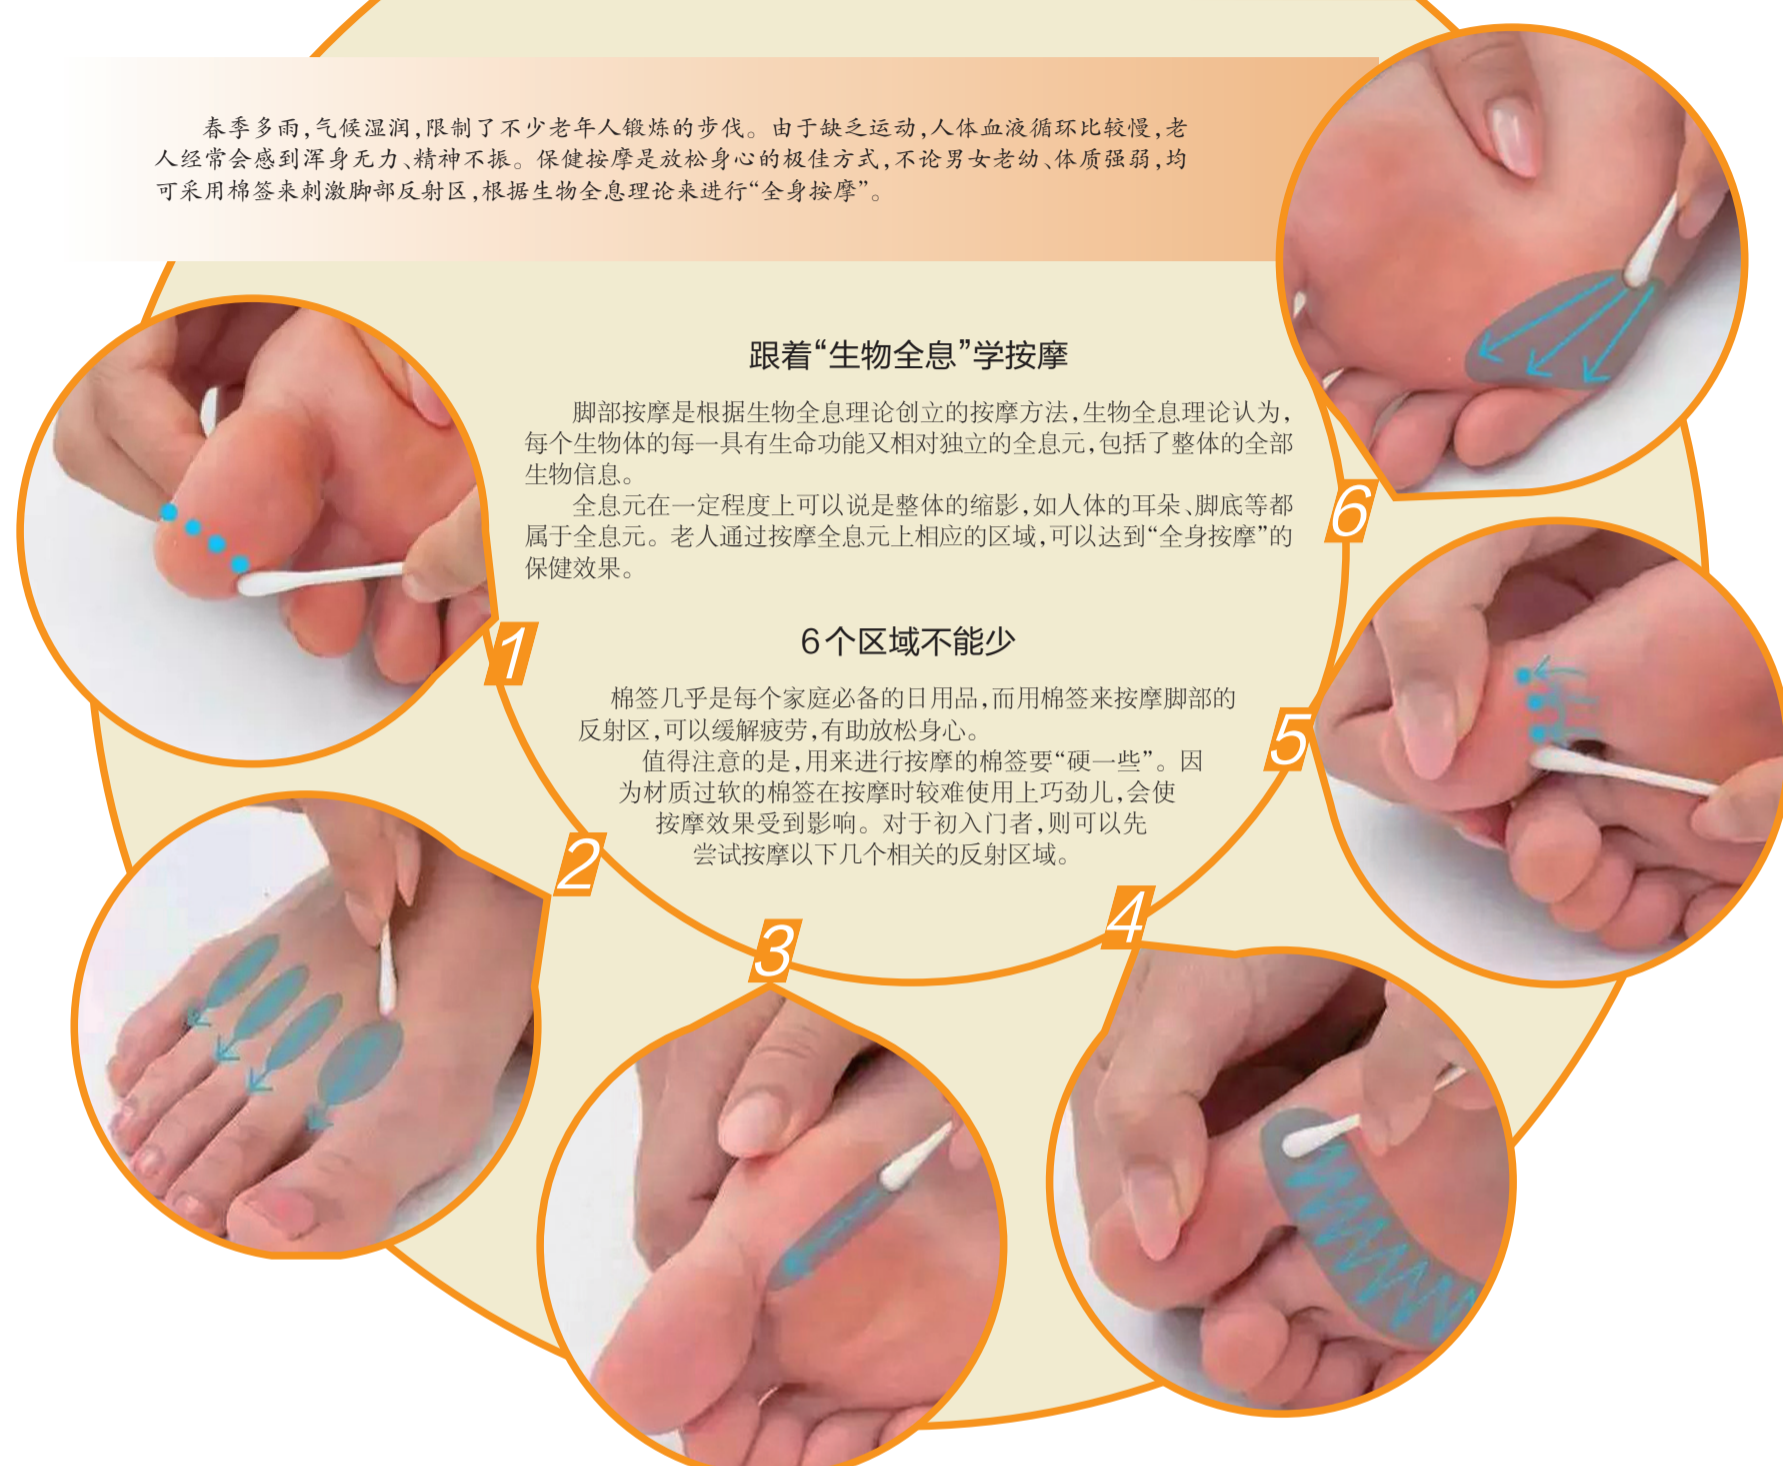 春季多雨,气候湿润,限制了不少老年人锻炼的步伐。由于缺乏运动,人体血液循环比较慢,老
人经常会感到浑身无力、精神不振。保健按摩是放松身心的极佳方式,不论男女老幼、体质强弱,均
可采用棉签来刺激脚部反射区,根据生物全息理论来进行“全身按摩”。
跟着“生物全息”学按摩
脚部按摩是根据生物全息理论创立的按摩方法,生物全息理论认为,
每个生物体的每一具有生命功能又相对独立的全息元,包括了整体的全部
生物信息。
全息元在一定程度上可以说是整体的缩影,如人体的耳朵、脚底等都
属于全息元。老人通过按摩全息元上相应的区域,可以达到“全身按摩”的
保健效果。
6个区域不能少
棉签几乎是每个家庭必备的日用品,而用棉签来按摩脚部的
反射区,可以缓解疲劳,有助放松身心。
值得注意的是,用来进行按摩的棉签要“硬一些”。因
为材质过软的棉签在按摩时较难使用上巧劲儿,会使
按摩效果受到影响。对于初入门者,则可以先
尝试按摩以下几个相关的反射区域。
1
2
3
4
5
6